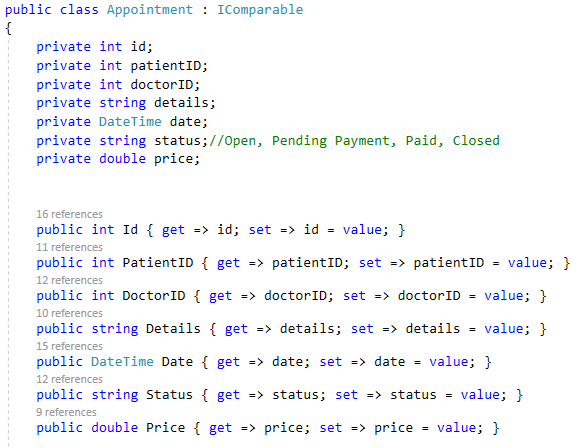 public class Appointment : IComparable
{
private int id;
private int patientID;
private int doctorID;
private string details;
private DateTime date;
private string status;//Open, Pending Payment, Paid, Closed
private double price;
16 references
public int Id { get => id; set => id = value; }
11 references
public int PatientID { get => patientID; set => patientID = value; }
12 references
public int DoctorID { get => doctorID; set => doctorID = value; }
10 references
public string Details { get => details; set => details = value; }
15 references
public DateTime Date { get => date; set => date = value; }
12 references
public string Status { get => status; set => status = value; }
9 references
public double Price { get => price; set => price = value; }